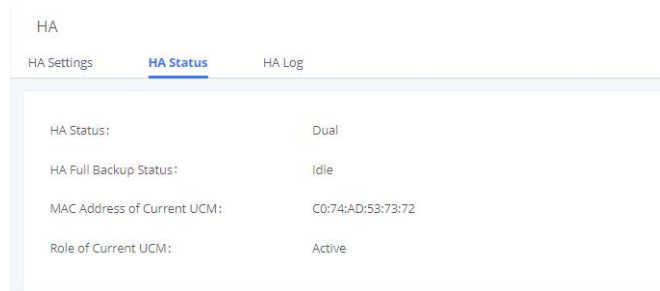 HA
HA Settings HA Status HA Log
HA Status: Dual
HA Full Backup Status: Idle
MAC Address of Current UCM: C0:74:AD:53:73:72
Role of Current UCM: Active